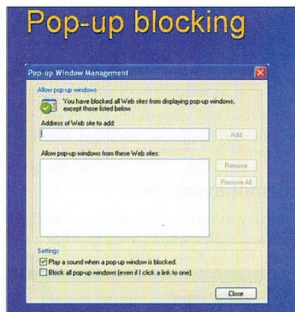 Pop-up blocking
Pop-up Window Management
Allow pop-up windows
You have blocked all Web sites from displaying pop-up windows,
except those listed below.
Address of Web site to add:
Add
Allow pop-up windows from these Web sites:
Remove
Remove All
Settings
Play a sound when a pop-up window is blocked.
Block all pop-up windows (even if I click a link to one).
Close